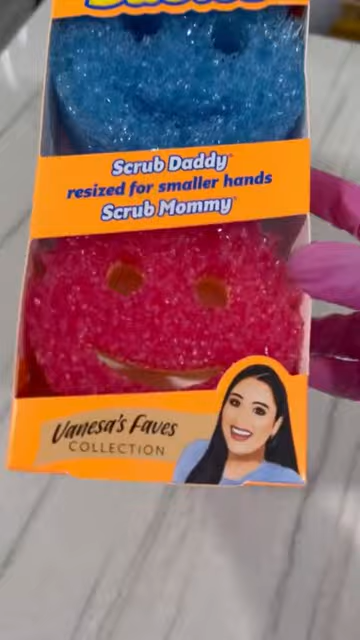 Scrub Daddy
resized for smaller hands
Scrub Mommy
Vanesa's Faves
COLLECTION